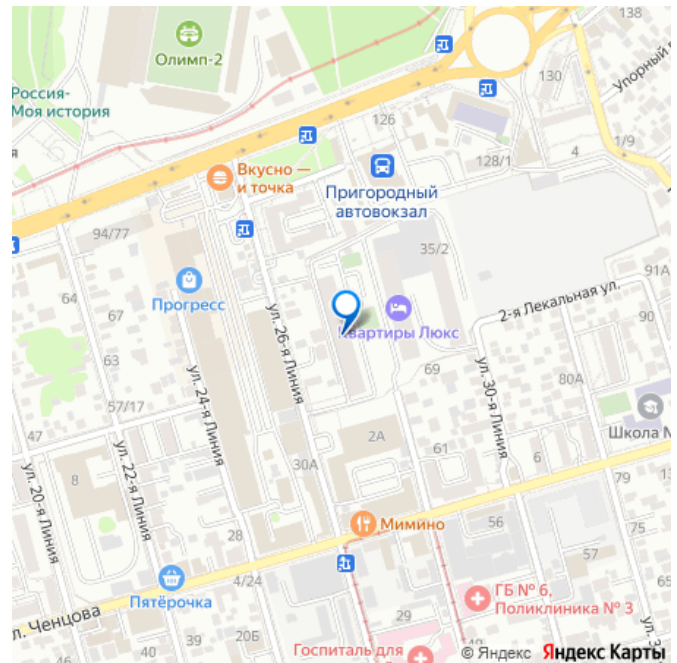 138
Олимп-2
Упорный
130
Россия-
Моя история
126
1/9
Вкусно —
и точка
128/1
4
Пригородный
автовокзал
94/77
35/2
91А
64
Прогресс
2-я Лекальная ул.
67
Квартиры Люкс
90
63
ул. 26-я Линия
ул. 24-я Линия
69
ул. 30-я Линия
80А
57/17
47
Школа №
2А
ул. 22-я Линия
ул. 20-я Линия
8
30А
61
6
79
73
Мимино
56
28
57
75
4/24
Пятёрочка
ГБ № 6,
Поликлиника № 3
л. Ченцова
29
40
39
20Б
Госпиталь для
© Яндекс Яндекс Карты